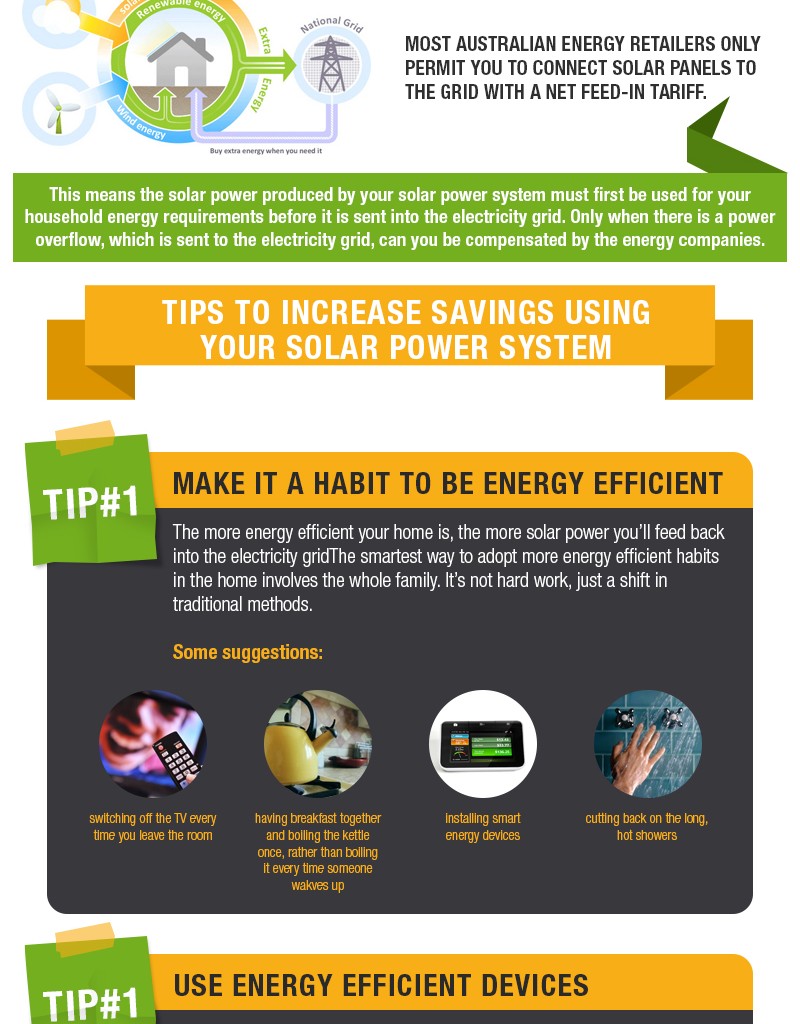 solar
Renewable energy
Extra Energy
National Grid
Wind energy
Buy extra energy when you need it
MOST AUSTRALIAN ENERGY RETAILERS ONLY
PERMIT YOU TO CONNECT SOLAR PANELS TO
THE GRID WITH A NET FEED-IN TARIFF.
This means the solar power produced by your solar power system must first be used for your
household energy requirements before it is sent into the electricity grid. Only when there is a power
overflow, which is sent to the electricity grid, can you be compensated by the energy companies.
TIPS TO INCREASE SAVINGS USING
YOUR SOLAR POWER SYSTEM
TIP#1
MAKE IT A HABIT TO BE ENERGY EFFICIENT
The more energy efficient your home is, the more solar power you'll feed back
into the electricity gridThe smartest way to adopt more energy efficient habits
in the home involves the whole family. It's not hard work, just a shift in
traditional methods.
Some suggestions:
switching off the TV every
time you leave the room
having breakfast together
and boiling the kettle
once, rather than boiling
it every time someone
wakves up
installing smart
energy devices
cutting back on the long,
hot showers
TIP#1
USE ENERGY EFFICIENT DEVICES